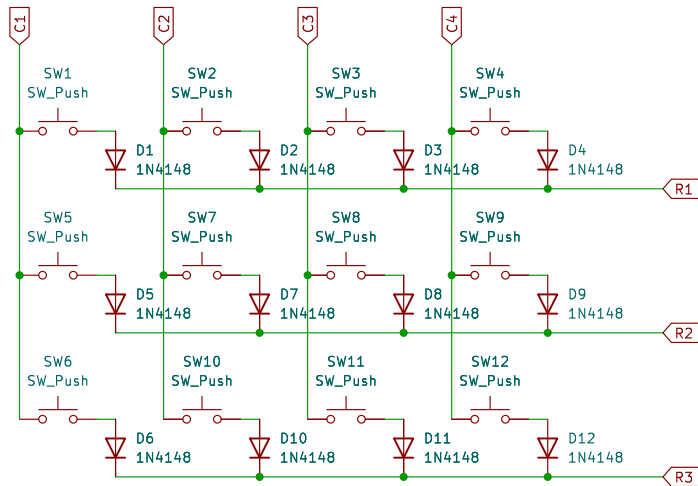 C1 C2 C3 C4
SW1 SW2 SW3 SW4
SW_Push SW_Push SW_Push SW_Push
D1 D2 D3 D4
1N4148 1N4148 1N4148 1N4148
R1
SW5 SW7 SW8 SW9
SW_Push SW_Push SW_Push SW_Push
D5 D7 D8 D9
1N4148 1N4148 1N4148 1N4148
R2
SW6 SW10 SW11 SW12
SW_Push SW_Push SW_Push SW_Push
D6 D10 D11 D12
1N4148 1N4148 1N4148 1N4148
R3